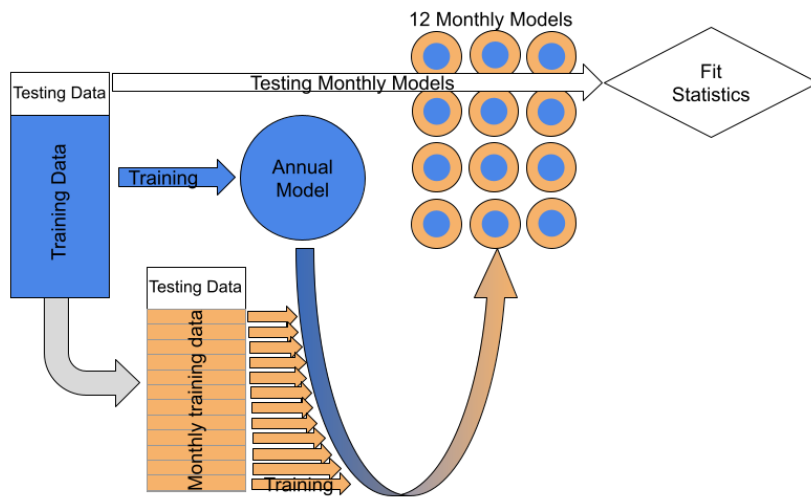 12 Monthly Models
Testing Data
Testing Monthly Models
Fit
Statistics
Training Data
Training
Annual
Model
Testing Data
Monthly training data
Training